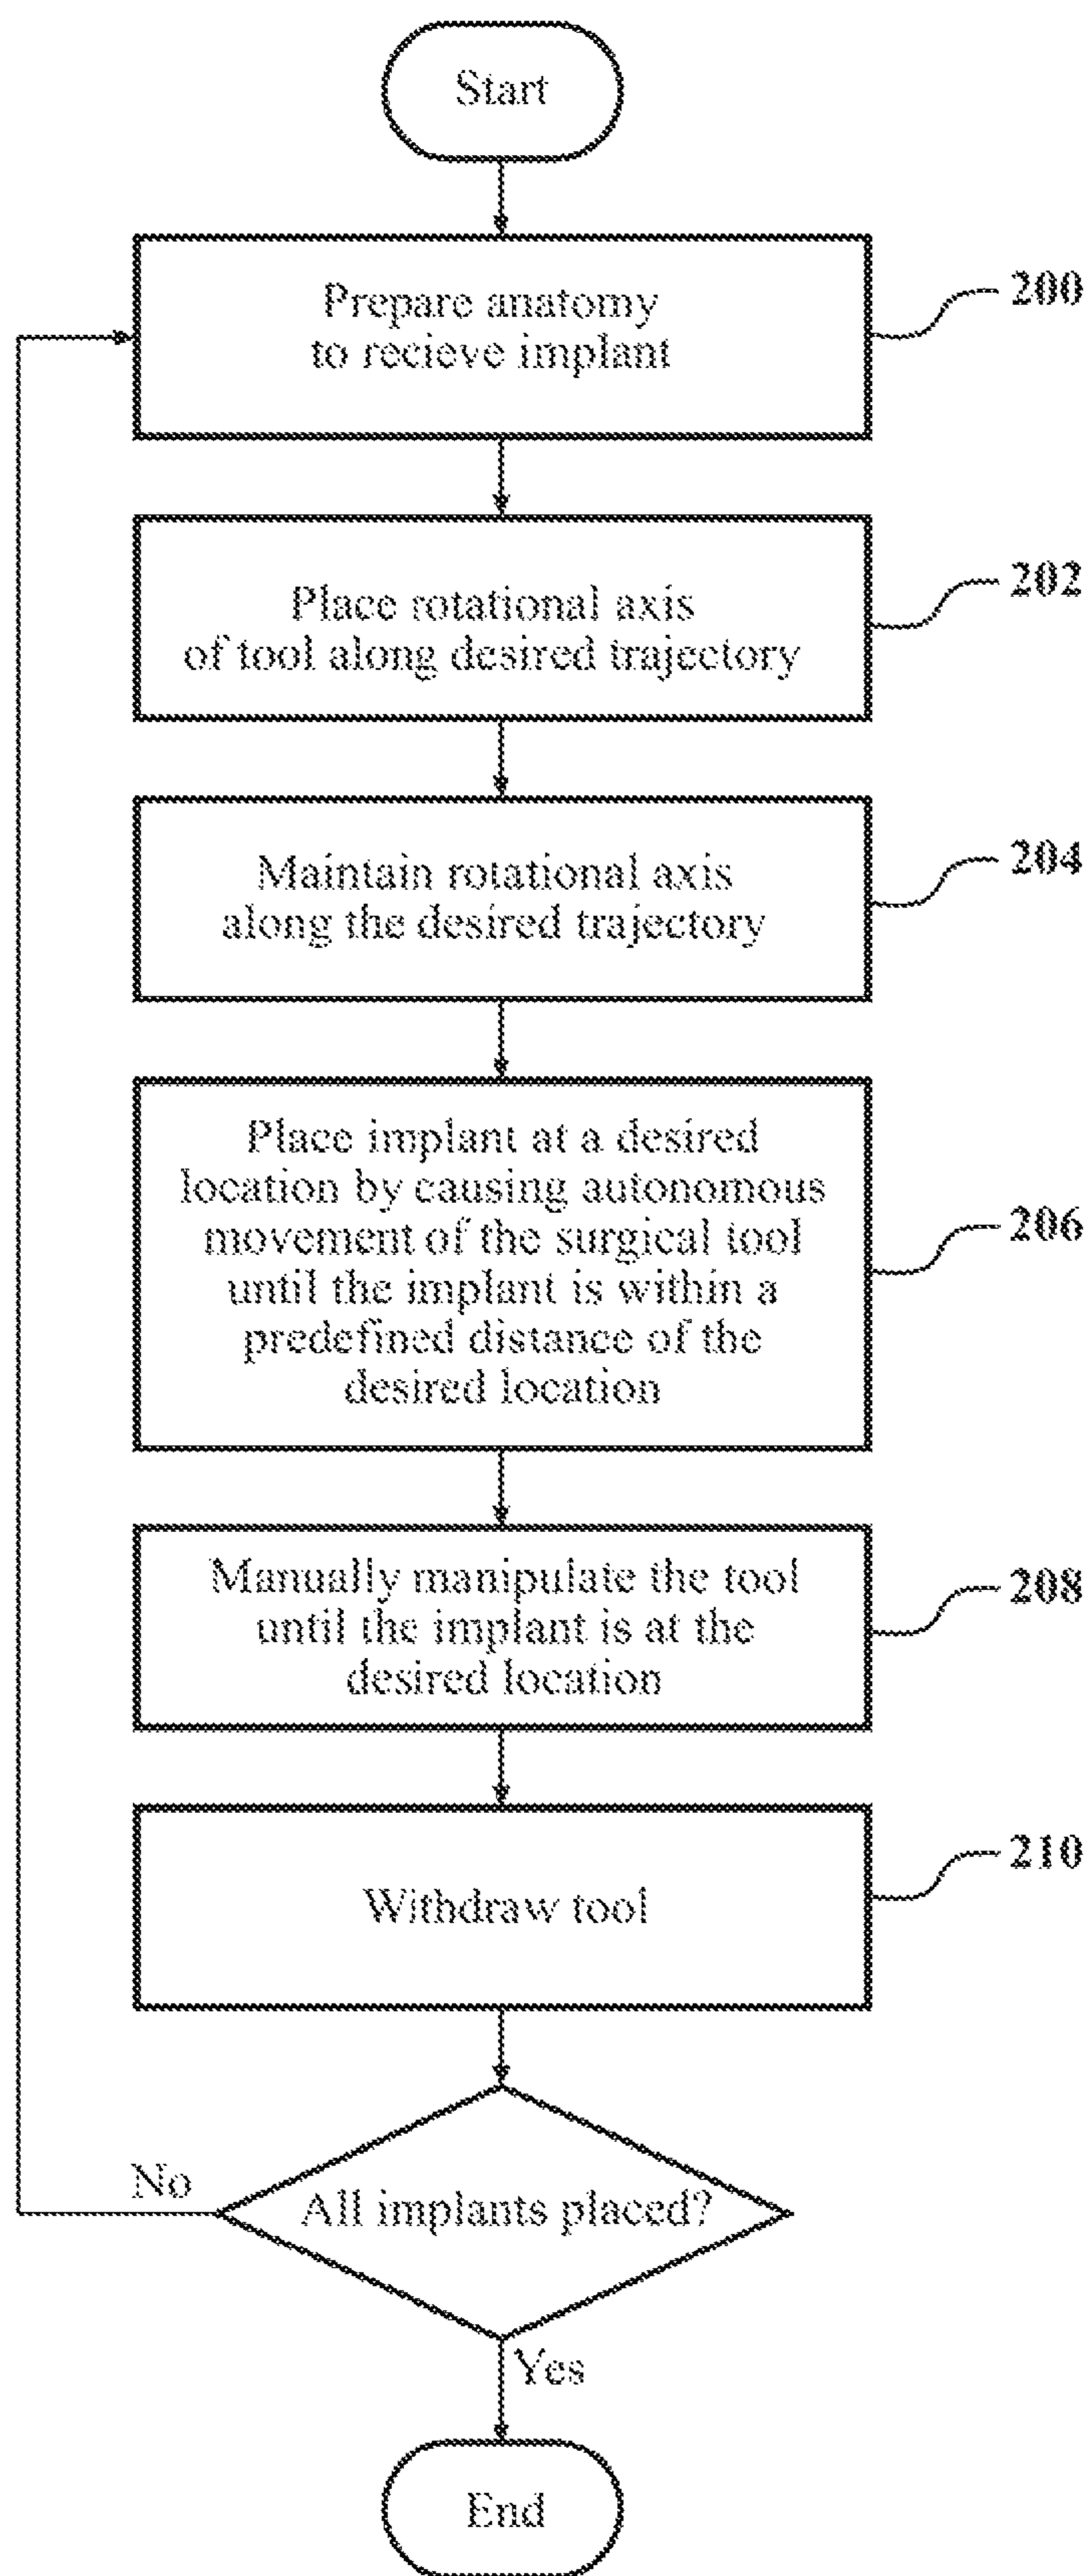 Start
Prepare anatomy
to recieve implant
200
Place rotational axis
of tool along desired trajectory
202
Maintain rotational axis
along the desired trajectory
204
Place implant at a desired
location by causing autonomous
movement of the surgical tool
until the implant is within a
predefined distance of the
desired location
206
Manually manipulate the tool
until the implant is at the
desired location
208
Withdraw tool
210
All implants placed?
No
Yes
End